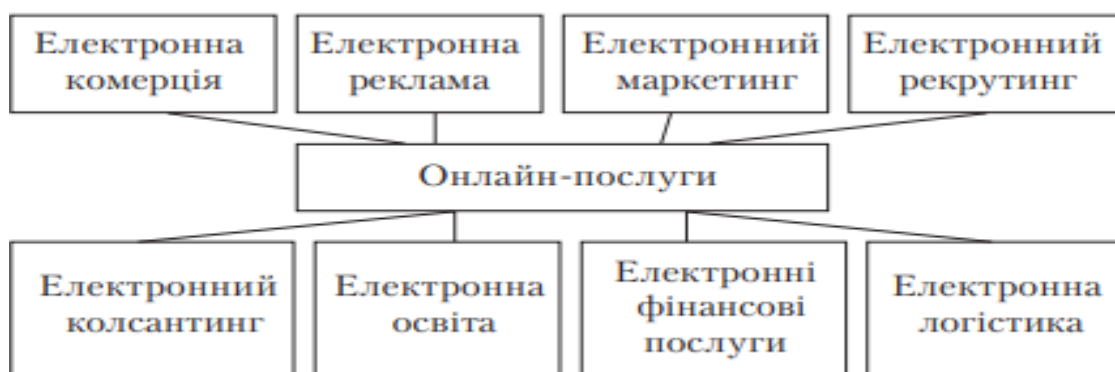 Електронна
комерція
Електронна
реклама
Електронний
маркетинг
Електронний
рекрутинг
Онлайн-послуги
Електронний
колсантинг
Електронна
освіта
Електронні
фінансові
послуги
Електронна
логістика